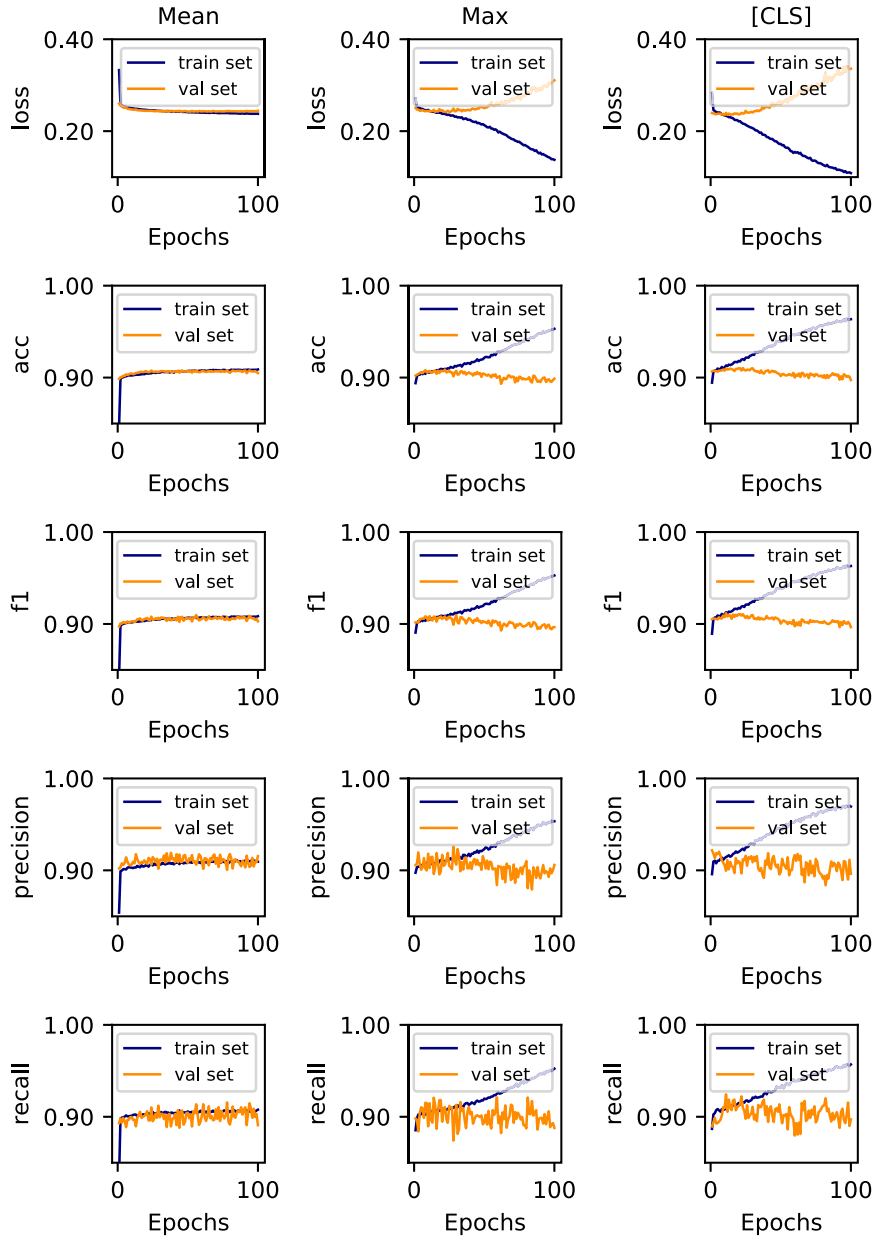 Mean Max [CLS]
0.40 train set 0.40 train set 0.40 train set
val set val set val set
loss loss loss
0.20 0.20 0.20
0 100 0 100 0 100
Epochs Epochs Epochs
1.00 train set 1.00 train set 1.00 train set
val set val set val set
acc acc acc
0.90 0.90 0.90
0 100 0 100 0 100
Epochs Epochs Epochs
1.00 train set 1.00 train set 1.00 train set
val set val set val set
f1 f1 f1
0.90 0.90 0.90
0 100 0 100 0 100
Epochs Epochs Epochs
1.00 train set 1.00 train set 1.00 train set
val set val set val set
precision precision precision
0.90 0.90 0.90
0 100 0 100 0 100
Epochs Epochs Epochs
1.00 train set 1.00 train set 1.00 train set
val set val set val set
recall recall recall
0.90 0.90 0.90
0 100 0 100 0 100
Epochs Epochs Epochs